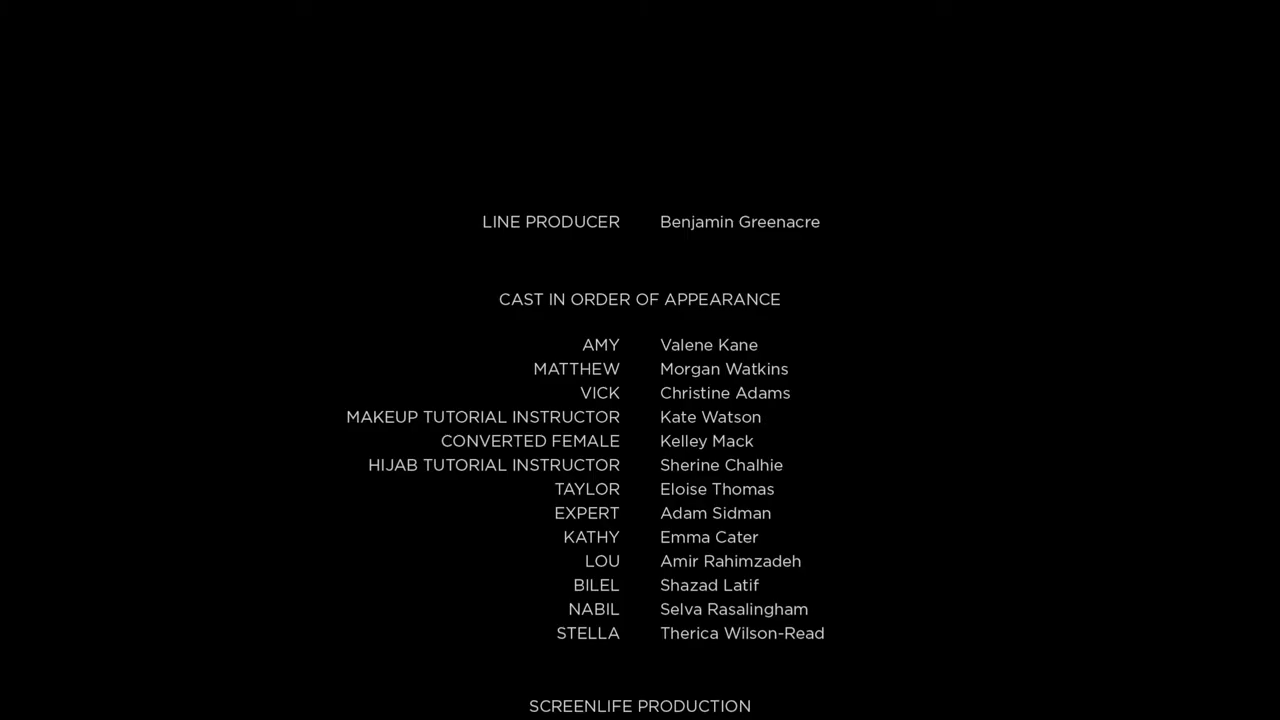 LINE PRODUCER Benjamin Greenacre
CAST IN ORDER OF APPEARANCE
AMY Valene Kane
MATTHEW Morgan Watkins
VICK Christine Adams
MAKEUP TUTORIAL INSTRUCTOR Kate Watson
CONVERTED FEMALE Kelley Mack
HIJAB TUTORIAL INSTRUCTOR Sherine Chalhie
TAYLOR Eloise Thomas
EXPERT Adam Sidman
KATHY Emma Cater
LOU Amir Rahimzadeh
BILEL Shazad Latif
NABIL Selva Rasalingham
STELLA Therica Wilson-Read
SCREENLIFE PRODUCTION